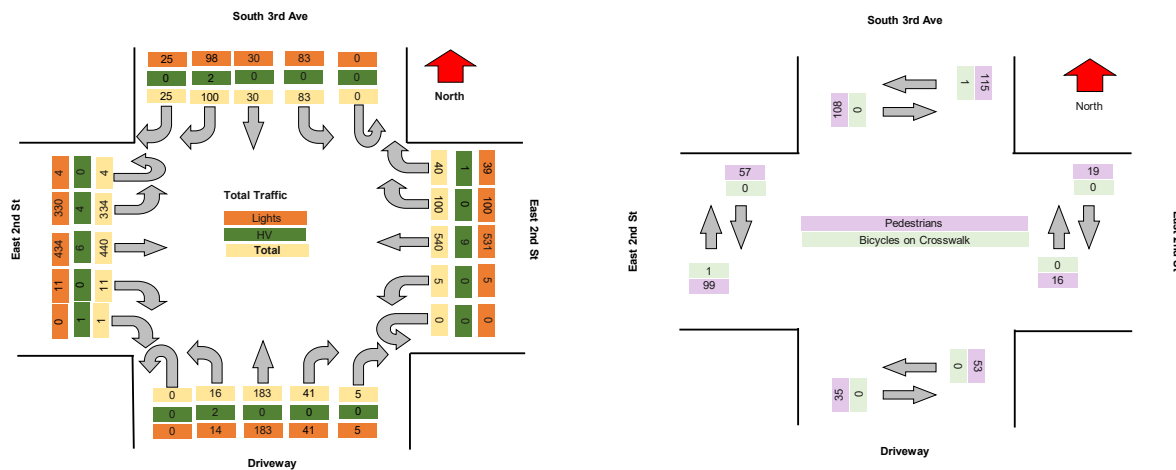 South 3rd Ave
25 98 30 83 0
0 2 0 0 0
25 100 30 83 0
North
4 0 4
330 4 334
434 6 440
11 0 11
0 1 1
East 2nd St
Total Traffic
Lights
HV
Total
40 1 39
100 0 100
540 9 531
5 0 5
0 0 0
East 2nd St
0 16 183 41 5
0 2 0 0 0
0 14 183 41 5
Driveway
South 3rd Ave
1 115
108 0
North
57
0
19
0
East 2nd St
Pedestrians
Bicycles on Crosswalk
1
99
0
16
0 53
35 0
Driveway